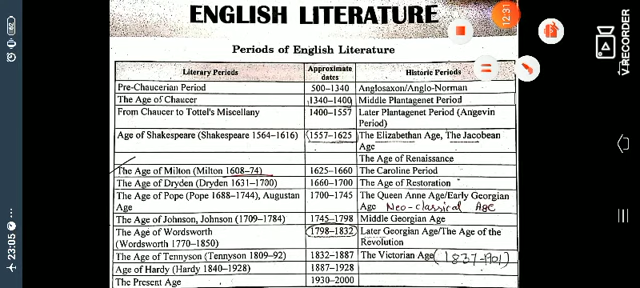 ENGLISH LITERATURE
Periods of English Literature
Literary Periods Approximate dates Historic Periods
Pre-Chaucerian Period 500–1340 Anglosaxon/Anglo-Norman
The Age of Chaucer 1340–1400 Middle Plantagenet Period
From Chaucer to Tottel's Miscellany 1400–1557 Later Plantagenet Period (Angevin
Period)
Age of Shakespeare (Shakespeare 1564–1616) 1557–1625 The Elizabethan Age, The Jacobean
Age
The Age of Renaissance
The Age of Milton (Milton 1608–74) 1625–1660 The Caroline Period
The Age of Dryden (Dryden 1631–1700) 1660–1700 The Age of Restoration
The Age of Pope (Pope 1688–1744), Augustan 1700–1745 The Queen Anne Age/Early Georgian
Age Age Neo-classical Age
The Age of Johnson, Johnson (1709–1784) 1745–1798 Middle Georgian Age
The Age of Wordsworth 1798–1832 Later Georgian Age/The Age of the
(Wordsworth 1770–1850) Revolution
The Age of Tennyson (Tennyson 1809–92) 1832–1887 The Victorian Age (1837-1901)
Age of Hardy (Hardy 1840–1928) 1887–1928
The Present Age 1930–2000
12:31
V-RECORDER
23:05